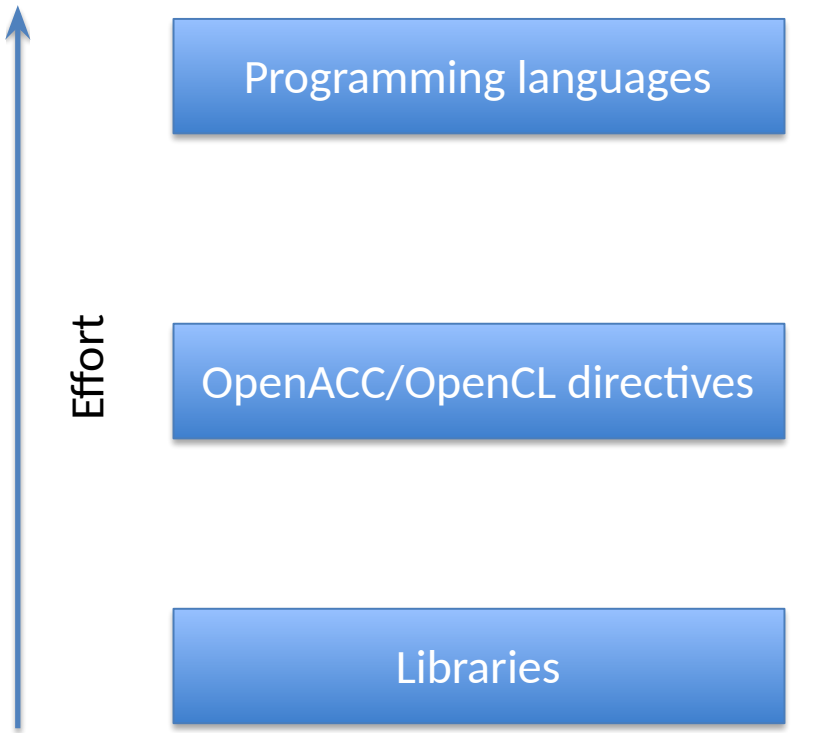 Programming languages
Effort
OpenACC/OpenCL directives
Libraries